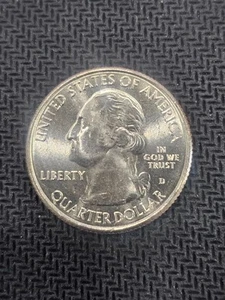 UNITED STATES OF AMERICA
LIBERTY
IN
GOD WE
TRUST
D
QUARTER DOLLAR